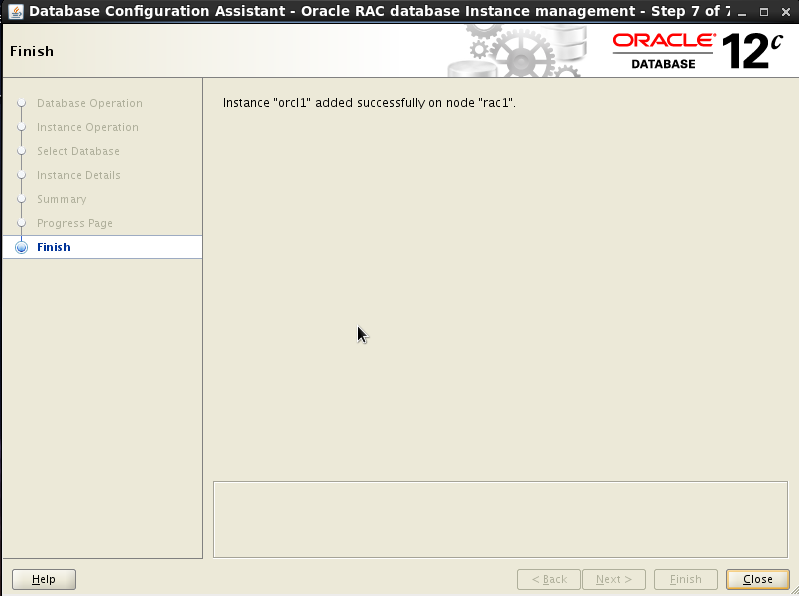 Database Configuration Assistant - Oracle RAC database Instance management - Step 7 of 7
Finish
ORACLE
DATABASE
12c
Database Operation
Instance Operation
Select Database
Instance Details
Summary
Progress Page
Finish
Instance "orcl1" added successfully on node "rac1".
Help
< Back
Next >
Finish
Close